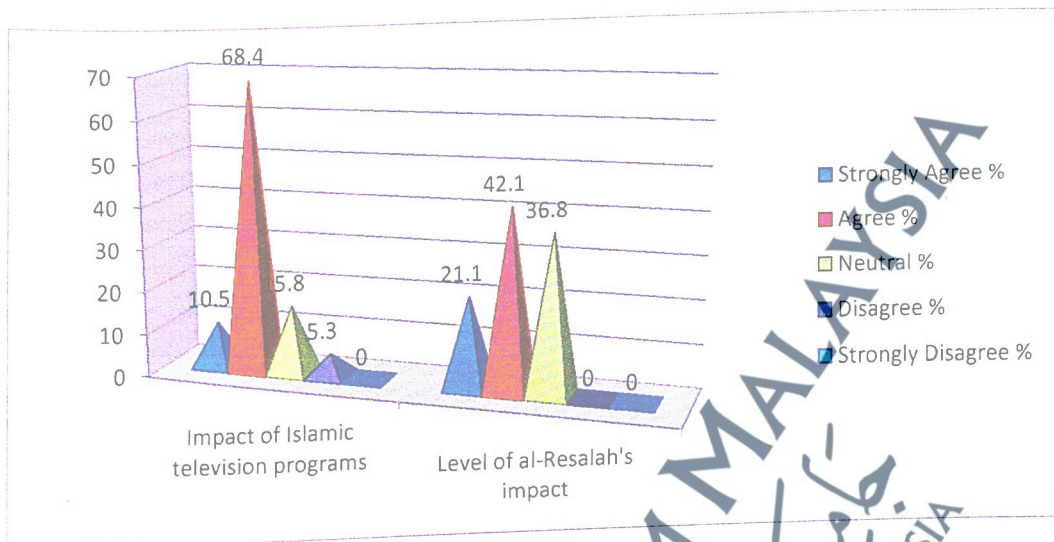 68.4
70
60
50
40
30
20
10
0
10.5
15.8
5.3
0
21.1
42.1
36.8
0
0
Impact of Islamic
television programs
Level of al-Resalah's
impact
Strongly Agree %
Agree %
Neutral %
Disagree %
Strongly Disagree %
MALAYSIA